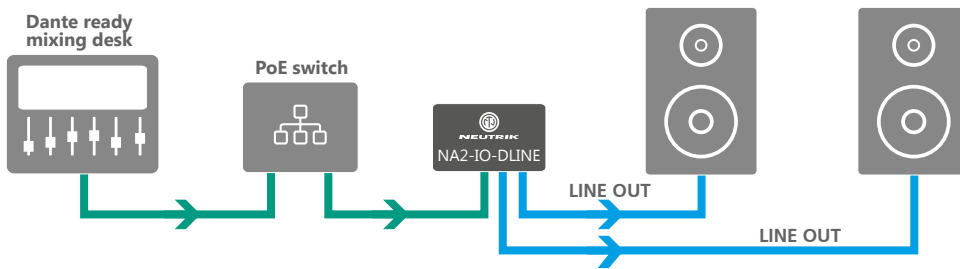 Dante ready
mixing desk
PoE switch
NEUTRIK
NA2-IO-DLINE
LINE OUT
LINE OUT